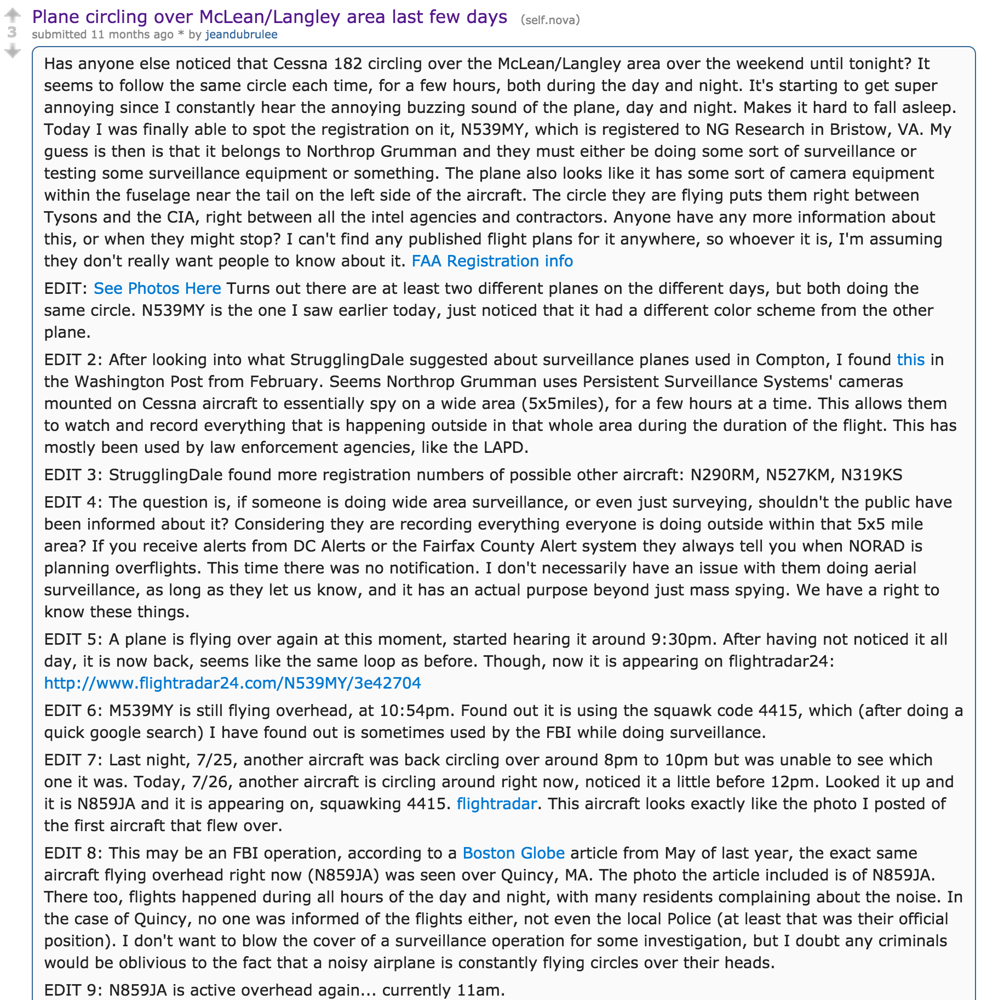 Plane circling over McLean/Langley area last few days (self.nova)
3
submitted 11 months ago * by jeandubrulee
Has anyone else noticed that Cessna 182 circling over the McLean/Langley area over the weekend until tonight? It
seems to follow the same circle each time, for a few hours, both during the day and night. It's starting to get super
annoying since I constantly hear the annoying buzzing sound of the plane, day and night. Makes it hard to fall asleep.
Today I was finally able to spot the registration on it, N539MY, which is registered to NG Research in Bristow, VA. My
guess is then is that it belongs to Northrop Grumman and they must either be doing some sort of surveillance or
testing some surveillance equipment or something. The plane also looks like it has some sort of camera equipment
within the fuselage near the tail on the left side of the aircraft. The circle they are flying puts them right between
Tysons and the CIA, right between all the intel agencies and contractors. Anyone have any more information about
this, or when they might stop? I can't find any published flight plans for it anywhere, so whoever it is, I'm assuming
they don't really want people to know about it. FAA Registration info
EDIT: See Photos Here Turns out there are at least two different planes on the different days, but both doing the
same circle. N539MY is the one I saw earlier today, just noticed that it had a different color scheme from the other
plane.
EDIT 2: After looking into what StrugglingDale suggested about surveillance planes used in Compton, I found this in
the Washington Post from February. Seems Northrop Grumman uses Persistent Surveillance Systems' cameras
mounted on Cessna aircraft to essentially spy on a wide area (5x5miles), for a few hours at a time. This allows them
to watch and record everything that is happening outside in that whole area during the duration of the flight. This has
mostly been used by law enforcement agencies, like the LAPD.
EDIT 3: StrugglingDale found more registration numbers of possible other aircraft: N290RM, N527KM, N319KS
EDIT 4: The question is, if someone is doing wide area surveillance, or even just surveying, shouldn't the public have
been informed about it? Considering they are recording everything everyone is doing outside within that 5x5 mile
area? If you receive alerts from DC Alerts or the Fairfax County Alert system they always tell you when NORAD is
planning overflights. This time there was no notification. I don't necessarily have an issue with them doing aerial
surveillance, as long as they let us know, and it has an actual purpose beyond just mass spying. We have a right to
know these things.
EDIT 5: A plane is flying over again at this moment, started hearing it around 9:30pm. After having not noticed it all
day, it is now back, seems like the same loop as before. Though, now it is appearing on flightradar24:
http://www.flightradar24.com/N539MY/3e42704
EDIT 6: M539MY is still flying overhead, at 10:54pm. Found out it is using the squawk code 4415, which (after doing a
quick google search) I have found out is sometimes used by the FBI while doing surveillance.
EDIT 7: Last night, 7/25, another aircraft was back circling over around 8pm to 10pm but was unable to see which
one it was. Today, 7/26, another aircraft is circling around right now, noticed it a little before 12pm. Looked it up and
it is N859JA and it is appearing on, squawking 4415. flightradar. This aircraft looks exactly like the photo I posted of
the first aircraft that flew over.
EDIT 8: This may be an FBI operation, according to a Boston Globe article from May of last year, the exact same
aircraft flying overhead right now (N859JA) was seen over Quincy, MA. The photo the article included is of N859JA.
There too, flights happened during all hours of the day and night, with many residents complaining about the noise. In
the case of Quincy, no one was informed of the flights either, not even the local Police (at least that was their official
position). I don't want to blow the cover of a surveillance operation for some investigation, but I doubt any criminals
would be oblivious to the fact that a noisy airplane is constantly flying circles over their heads.
EDIT 9: N859JA is active overhead again... currently 11am.